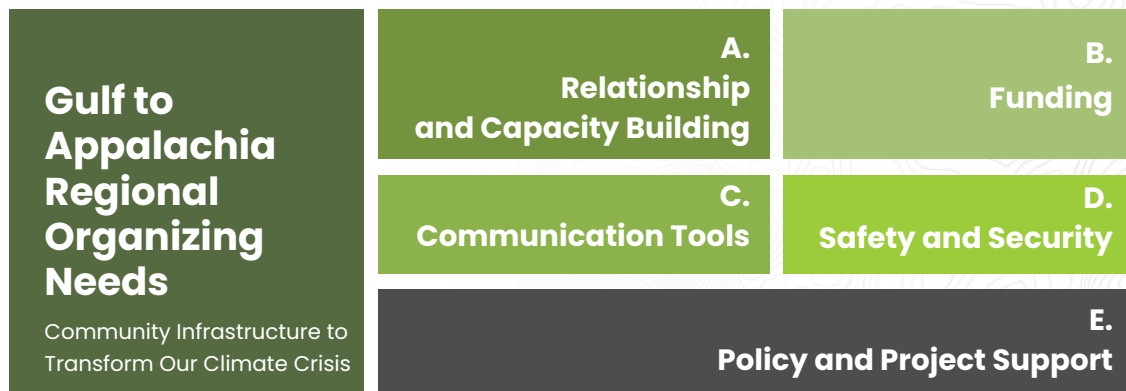 Gulf to
Appalachia
Regional
Organizing
Needs
Community Infrastructure to
Transform Our Climate Crisis
A.
Relationship
and Capacity Building
B.
Funding
C.
Communication Tools
D.
Safety and Security
E.
Policy and Project Support